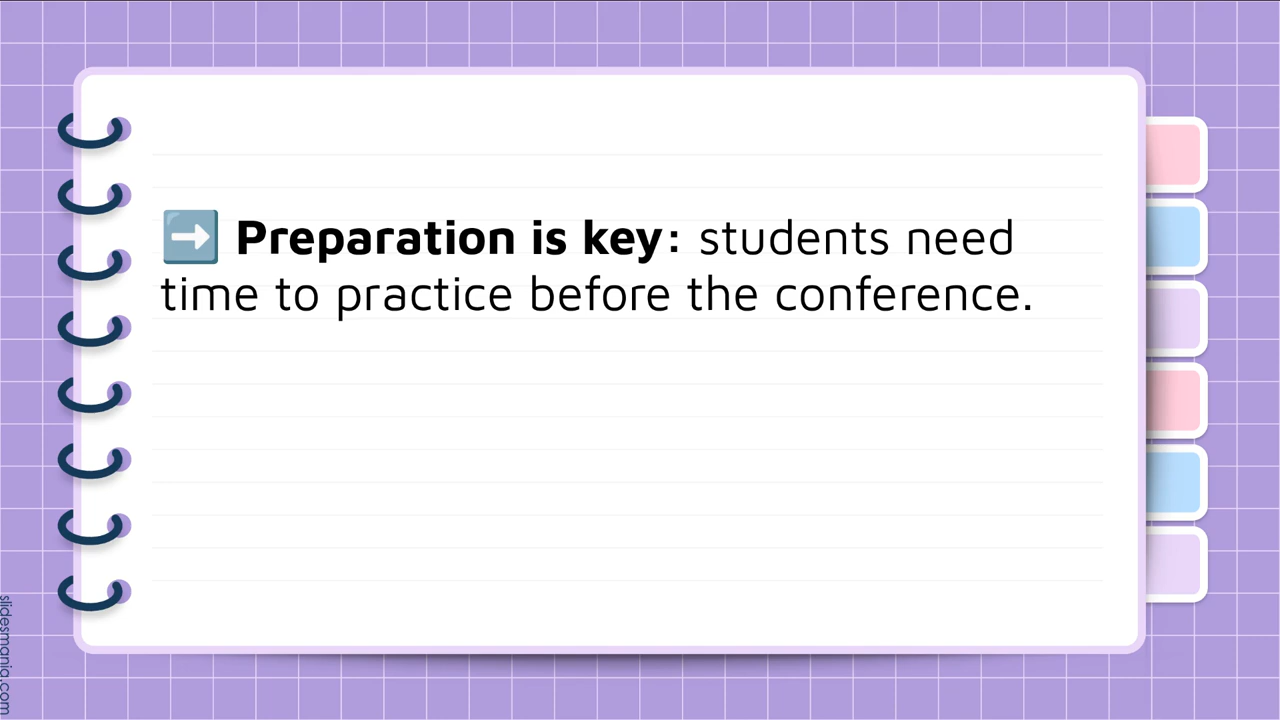 ➡️ Preparation is key: students need
time to practice before the conference.
slidesmania.com